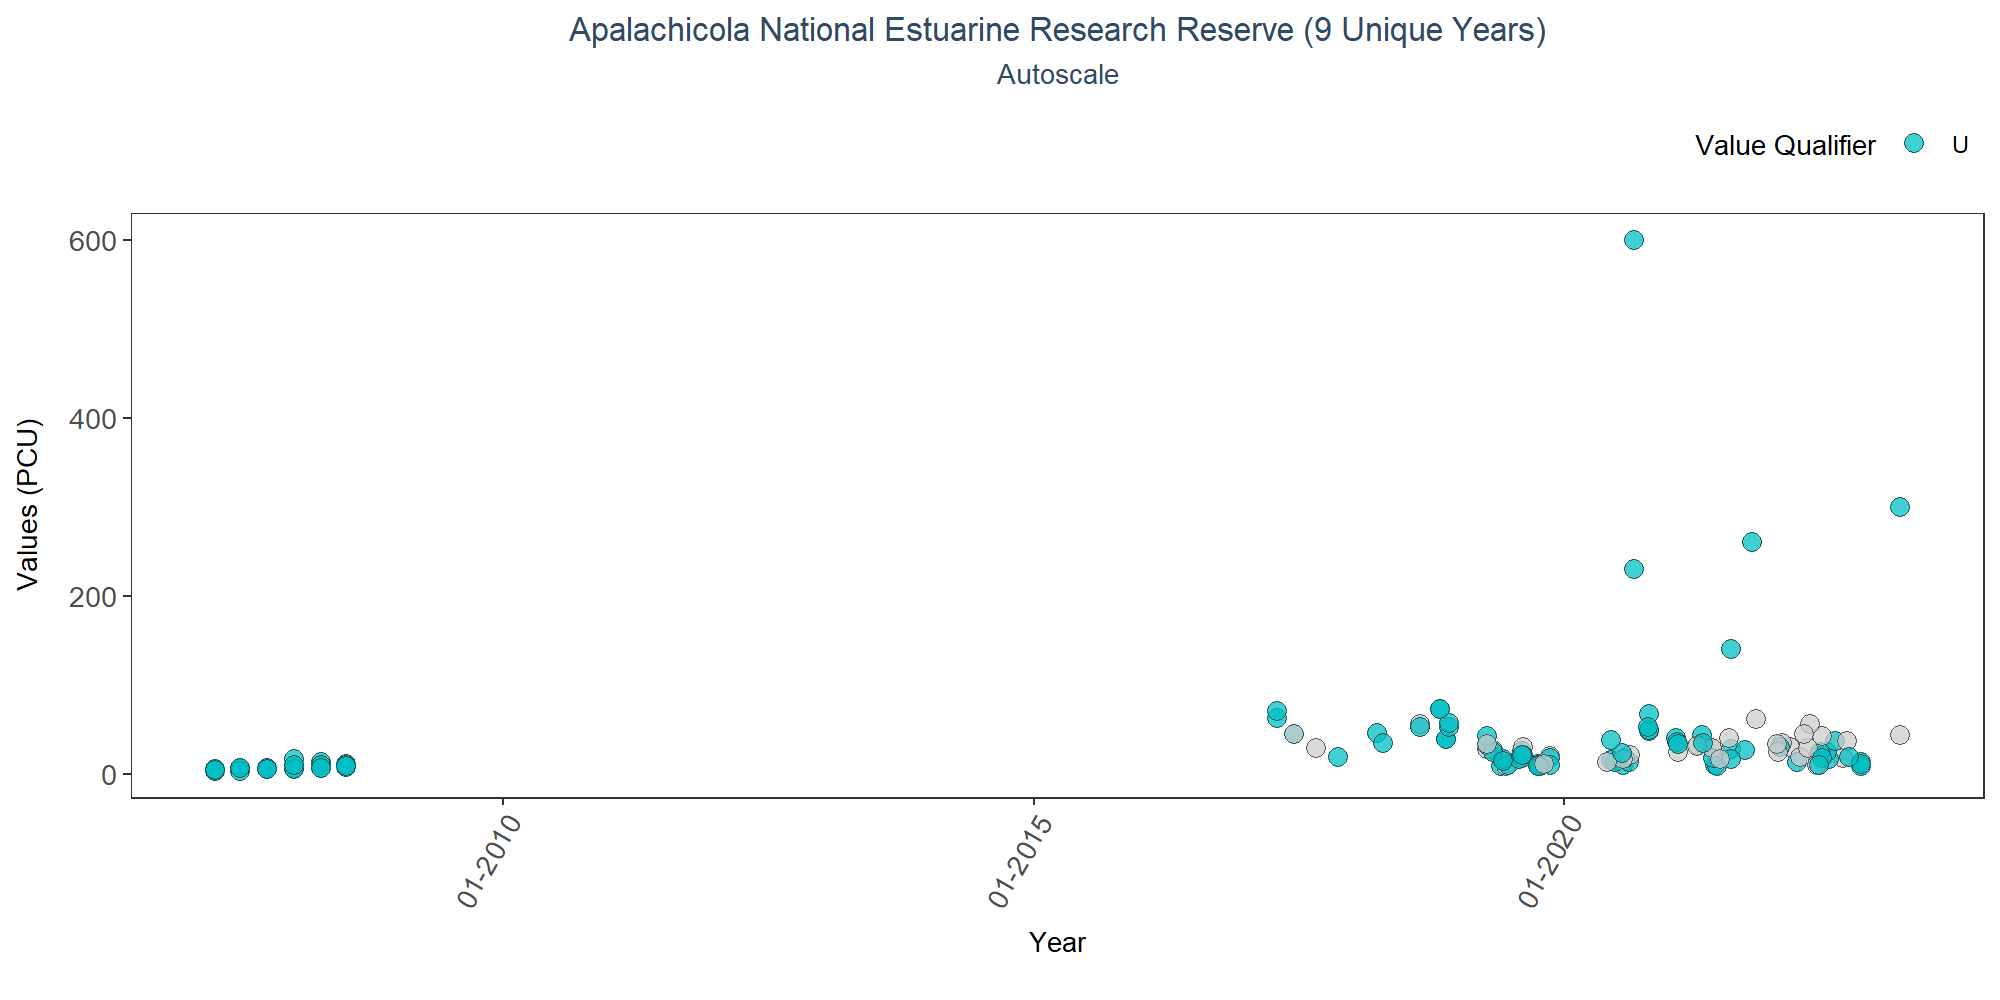 Apalachicola National Estuarine Research Reserve (9 Unique Years)
Autoscale
Value Qualifier U
Values (PCU)
600
400
200
0
01-2010 01-2015 01-2020
Year